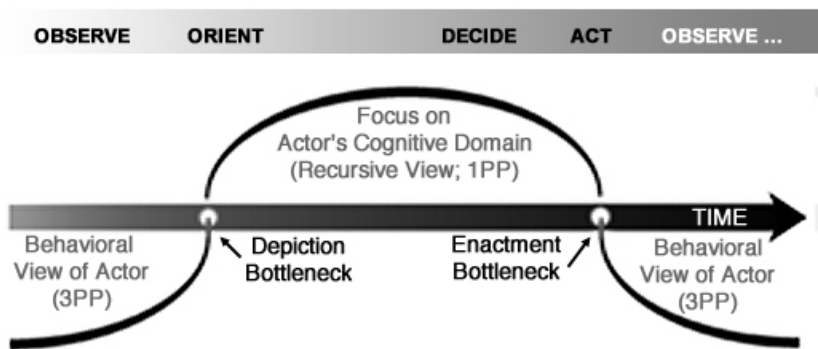 OBSERVE ORIENT DECIDE ACT OBSERVE ...
Focus on
Actor's Cognitive Domain
(Recursive View; 1PP)
TIME
Behavioral
View of Actor
(3PP)
Depiction
Bottleneck
Enactment
Bottleneck
Behavioral
View of Actor
(3PP)